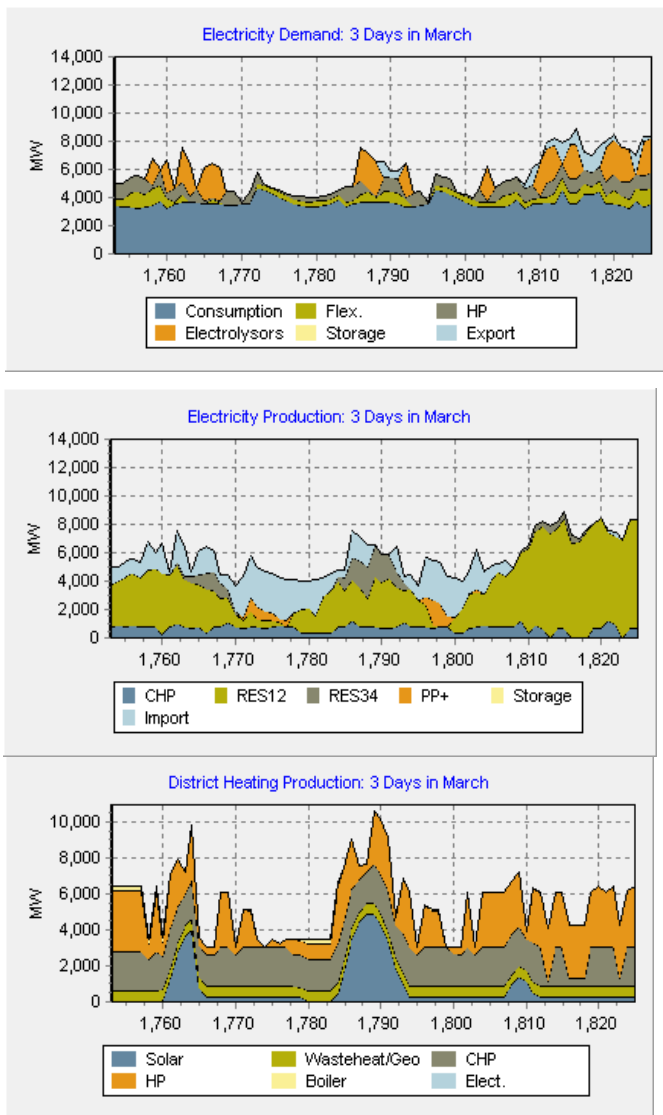 Electricity Demand: 3 Days in March
14,000
12,000
10,000
8,000
6,000
4,000
2,000
0
MW
1,760 1,770 1,780 1,790 1,800 1,810 1,820
Consumption Flex. HP
Electrolysors Storage Export
Electricity Production: 3 Days in March
14,000
12,000
10,000
8,000
6,000
4,000
2,000
0
MW
1,760 1,770 1,780 1,790 1,800 1,810 1,820
CHP RES12 RES34 PP+ Storage
Import
District Heating Production: 3 Days in March
10,000
8,000
6,000
4,000
2,000
0
MW
1,760 1,770 1,780 1,790 1,800 1,810 1,820
Solar Wasteheat/Geo CHP
HP Boiler Elect.